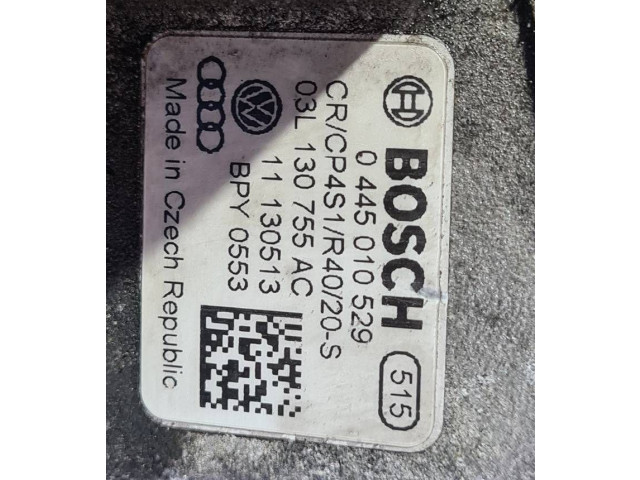 BOSCH 515
0 445 010 529
CR/CP4S1/R40/20-S
03L 130 755 AC
11 130513
BPY 0553
Made in Czech Republic